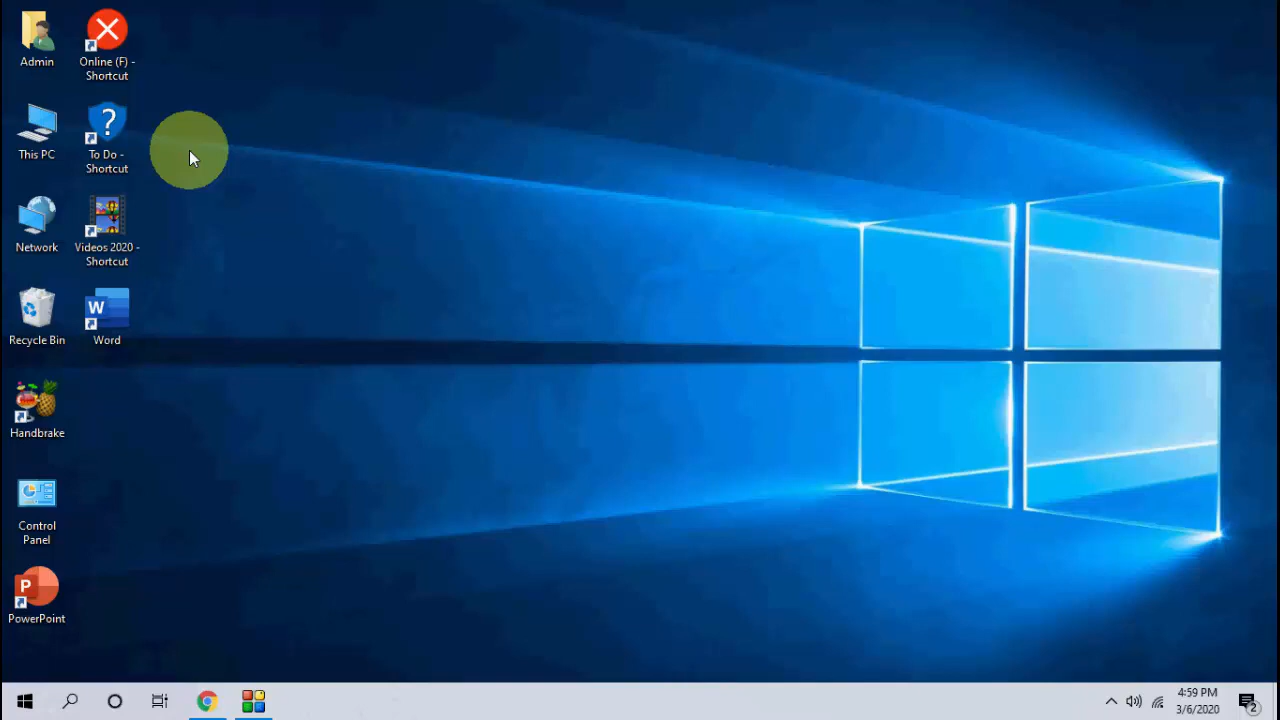 Admin
Online (F) -
Shortcut
This PC
To Do -
Shortcut
Network
Videos 2020 -
Shortcut
Recycle Bin
W
Word
Handbrake
Control
Panel
P
PowerPoint
4:59 PM
3/6/2020
2